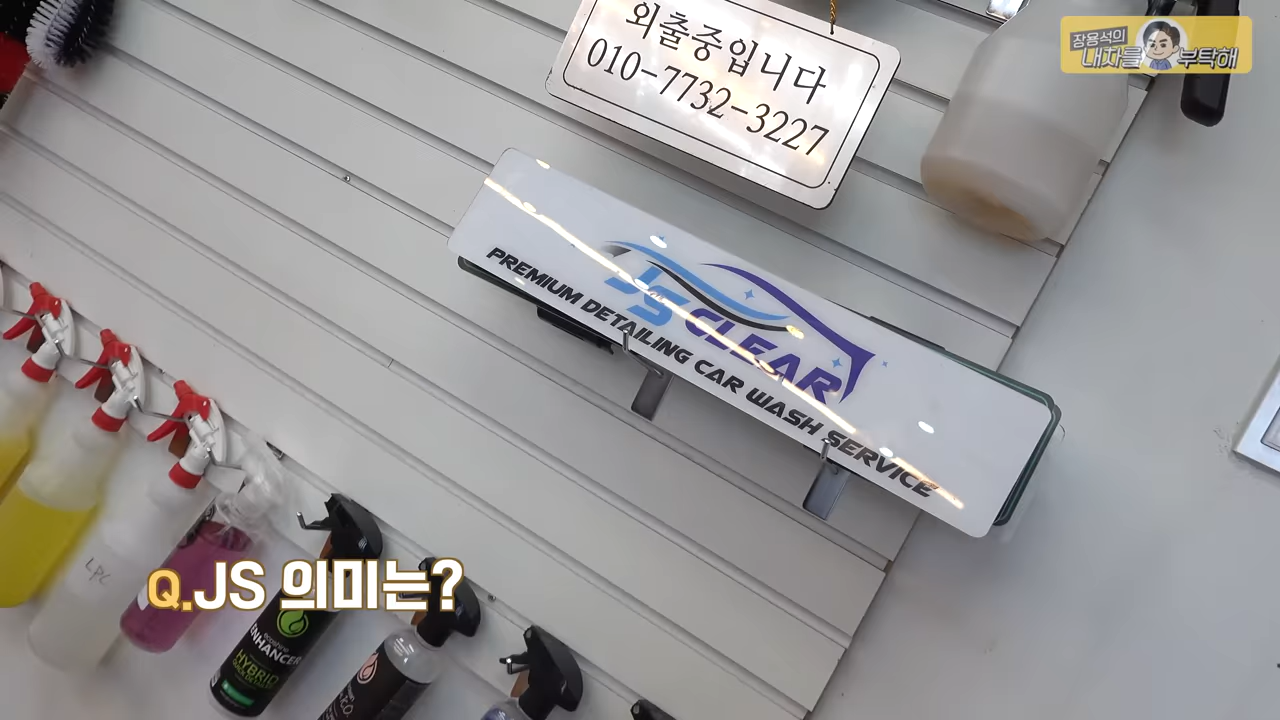 외출중입니다
010-7732-3227
장용석의
내차를 부탁해
JS CLEAR
PREMIUM DETAILING CAR WASH SERVICE
LPC
Q.JS 의미는?
ENHANCER
HYBRID